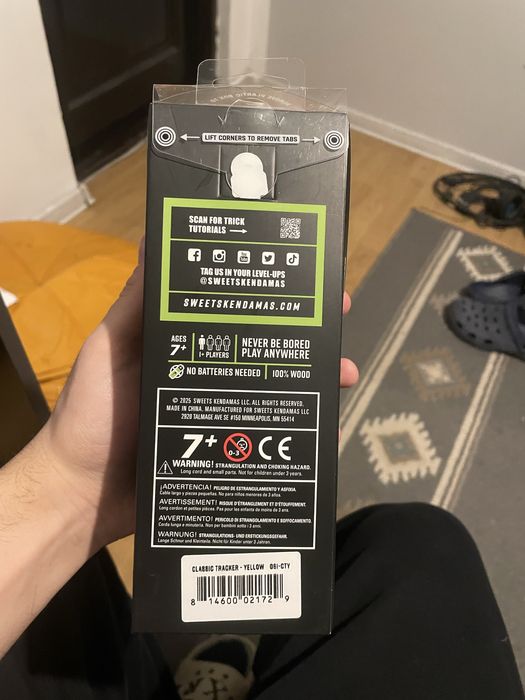 LIFT CORNERS TO REMOVE TABS
SCAN FOR TRICK
TUTORIALS
TAG US IN YOUR LEVEL-UPS
@SWEETSKENDAMAS
SWEETSKENDAMAS.COM
AGES
7+
1+ PLAYERS
NEVER BE BORED
PLAY ANYWHERE
NO BATTERIES NEEDED
100% WOOD
© 2025 SWEETS KENDAMAS LLC. ALL RIGHTS RESERVED.
MADE IN CHINA. MANUFACTURED FOR SWEETS KENDAMAS LLC
2920 TALMAGE AVE SE #150 MINNEAPOLIS, MN 55414
7+
0-3
CE
WARNING! STRANGULATION AND CHOKING HAZARD.
Long cord and small parts. Not for children under 3 years.
¡ADVERTENCIA! PELIGRO DE ESTRANGULAMIENTO Y ASFIXIA.
Cable largo y piezas pequeñas. No para niños menores de 3 años.
AVERTISSEMENT! RISQUE D'ÉTRANGLEMENT ET D'ÉTOUFFEMENT.
Long cordon et petites pièces. Pas pour les enfants de moins de 3 ans.
AVVERTIMENTO! PERICOLO DI STRANGOLAMENTO E SOFFOCAMENTO.
Corda lunga e minuteria. Non per bambini sotto i 3 anni.
WARNUNG! STRANGULATIONS- UND ERSTICKUNGSGEFAHR.
Lange Schnur und Kleinteile. Nicht für Kinder unter 3 Jahren.
CLASSIC TRACKER - YELLOW 061-CTY
8 14600 02172 9